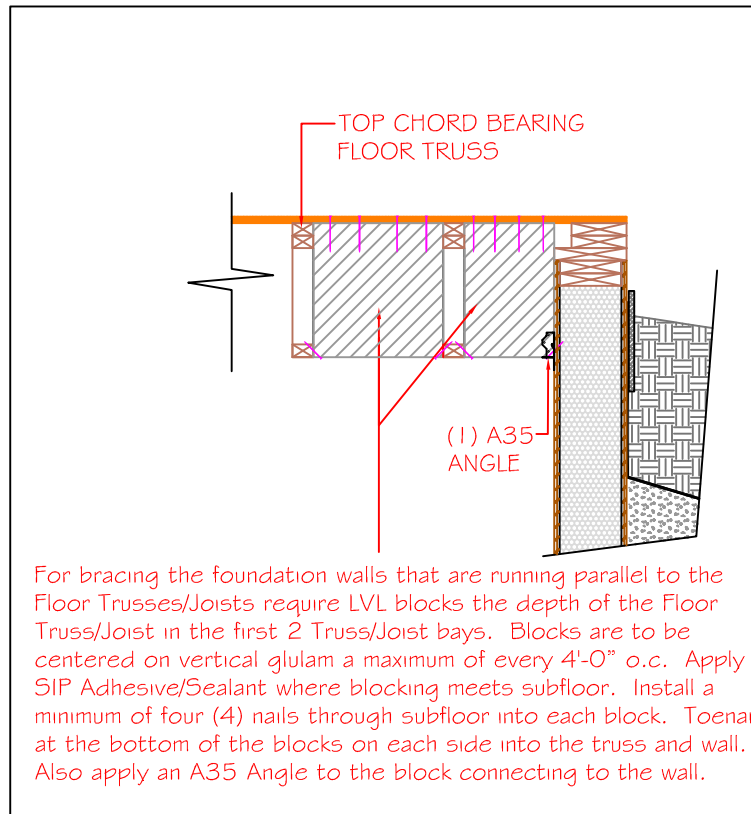 TOP CHORD BEARING
FLOOR TRUSS
(1) A35
ANGLE
For bracing the foundation walls that are running parallel to the
Floor Trusses/Joists require LVL blocks the depth of the Floor
Truss/Joist in the first 2 Truss/Joist bays. Blocks are to be
centered on vertical glulam a maximum of every 4'-0" o.c. Apply
SIP Adhesive/Sealant where blocking meets subfloor. Install a
minimum of four (4) nails through subfloor into each block.
at the bottom of the blocks on each side into the truss and wall.
Also apply an A35 Angle to the block connecting to the wall.